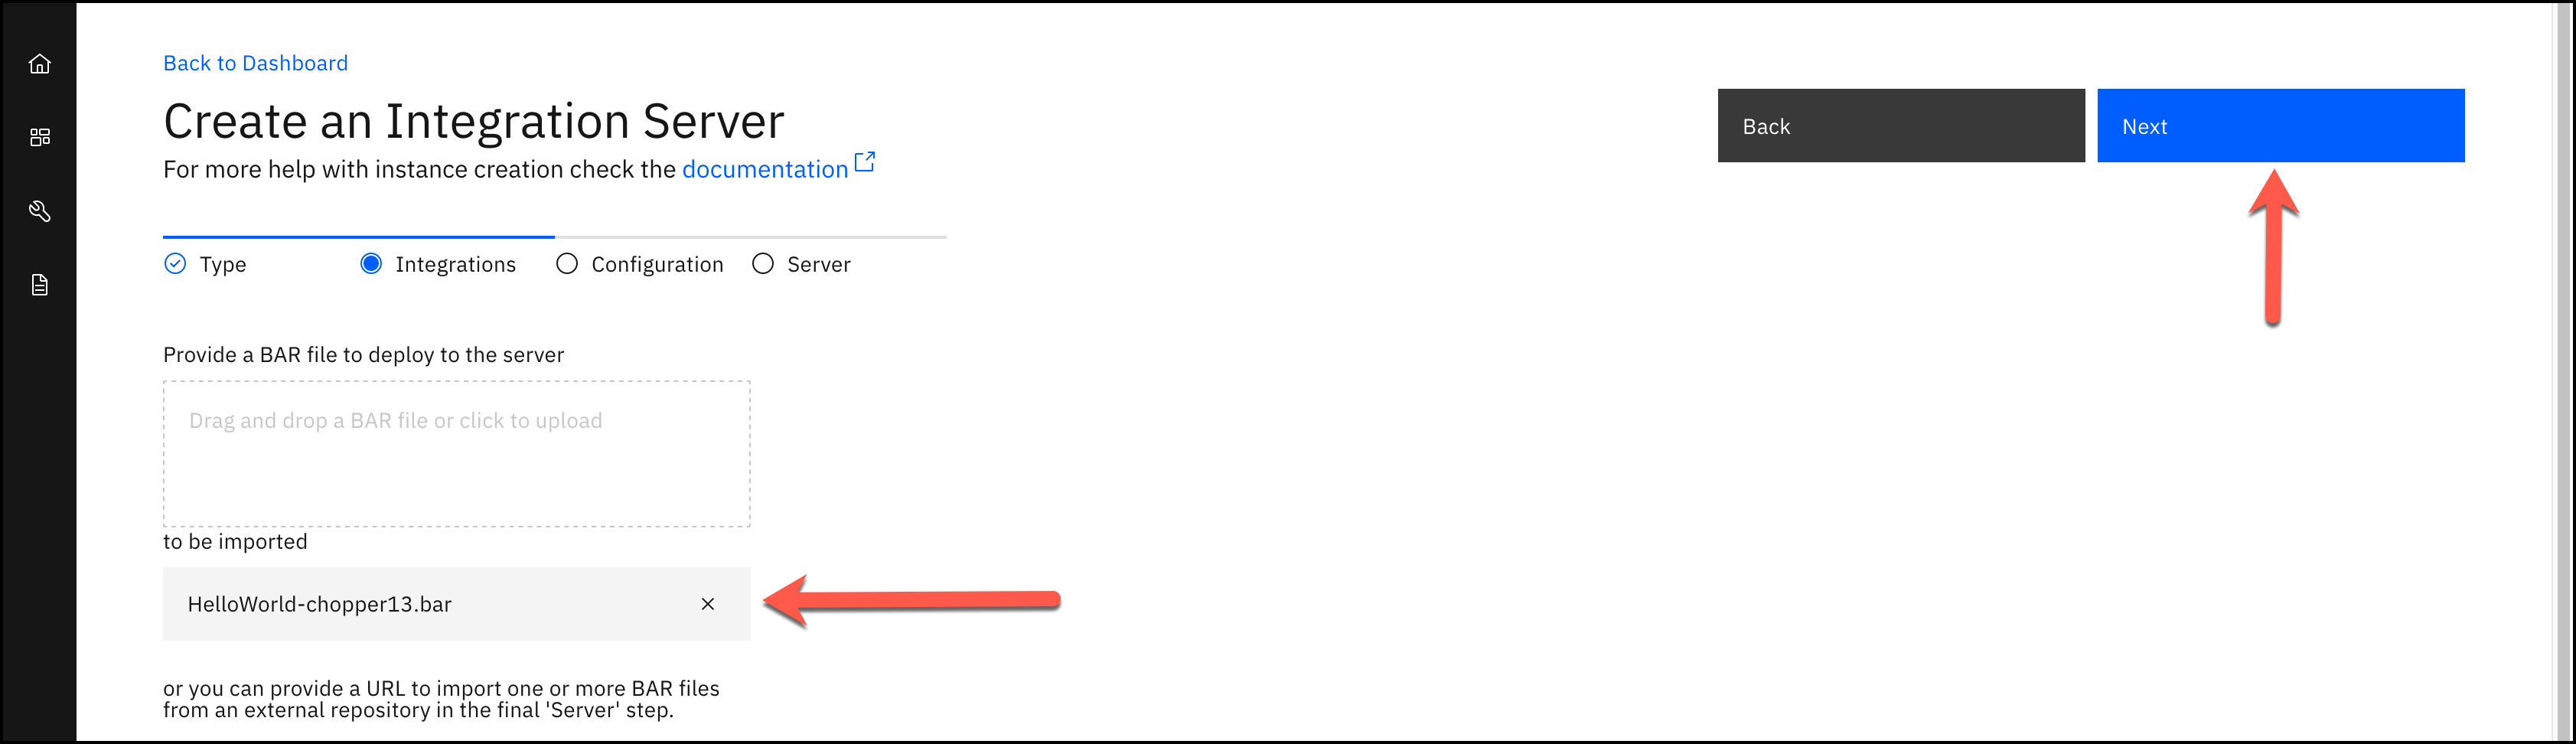 Back to Dashboard
Create an Integration Server
For more help with instance creation check the documentation
Back
Next
Type
Integrations
Configuration
Server
Provide a BAR file to deploy to the server
Drag and drop a BAR file or click to upload
to be imported
HelloWorld-chopper13.bar
or you can provide a URL to import one or more BAR files
from an external repository in the final 'Server' step.